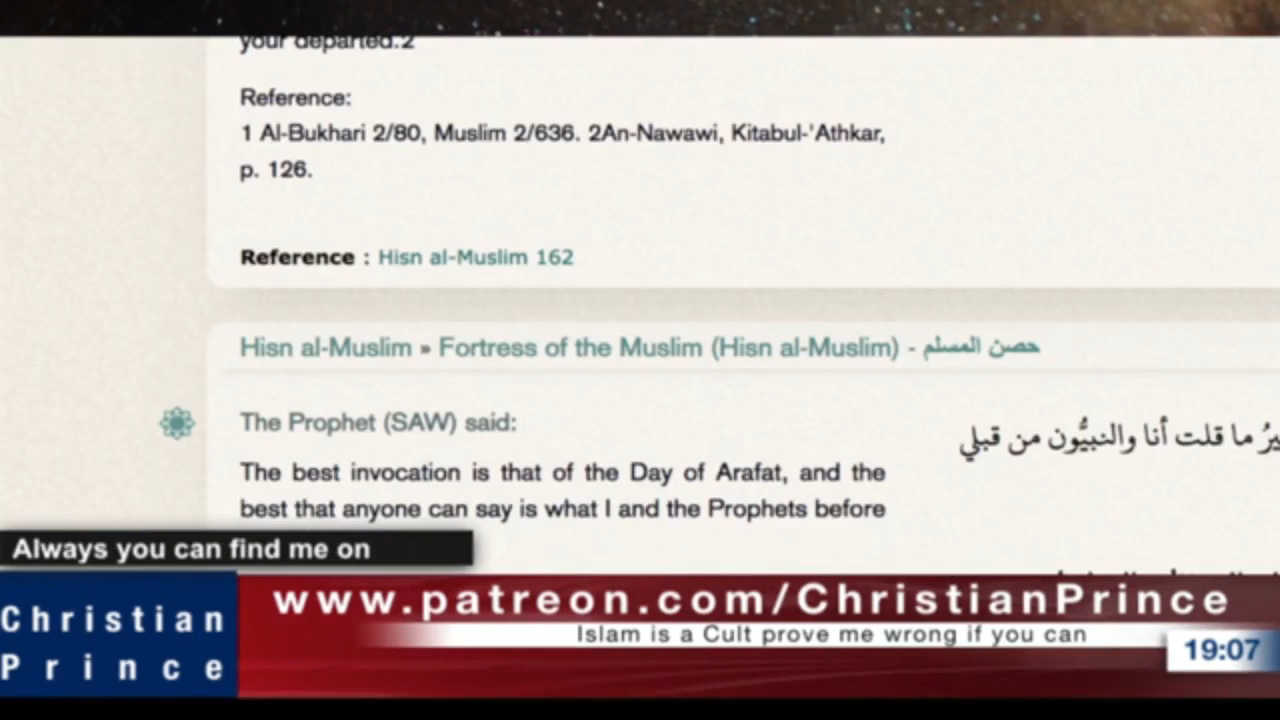 your departed.2
Reference:
1 Al-Bukhari 2/80, Muslim 2/636. 2An-Nawawi, Kitabul-'Athkar,
p. 126.
Reference : Hisn al-Muslim 162
Hisn al-Muslim » Fortress of the Muslim (Hisn al-Muslim) - حصن المسلم
The Prophet (SAW) said:
ما قلت أنا والنبيُّون من قبلي
The best invocation is that of the Day of Arafat, and the
best that anyone can say is what I and the Prophets before
Always you can find me on
Christian
Prince
www.patreon.com/ChristianPrince
Islam is a Cult prove me wrong if you can
19:07